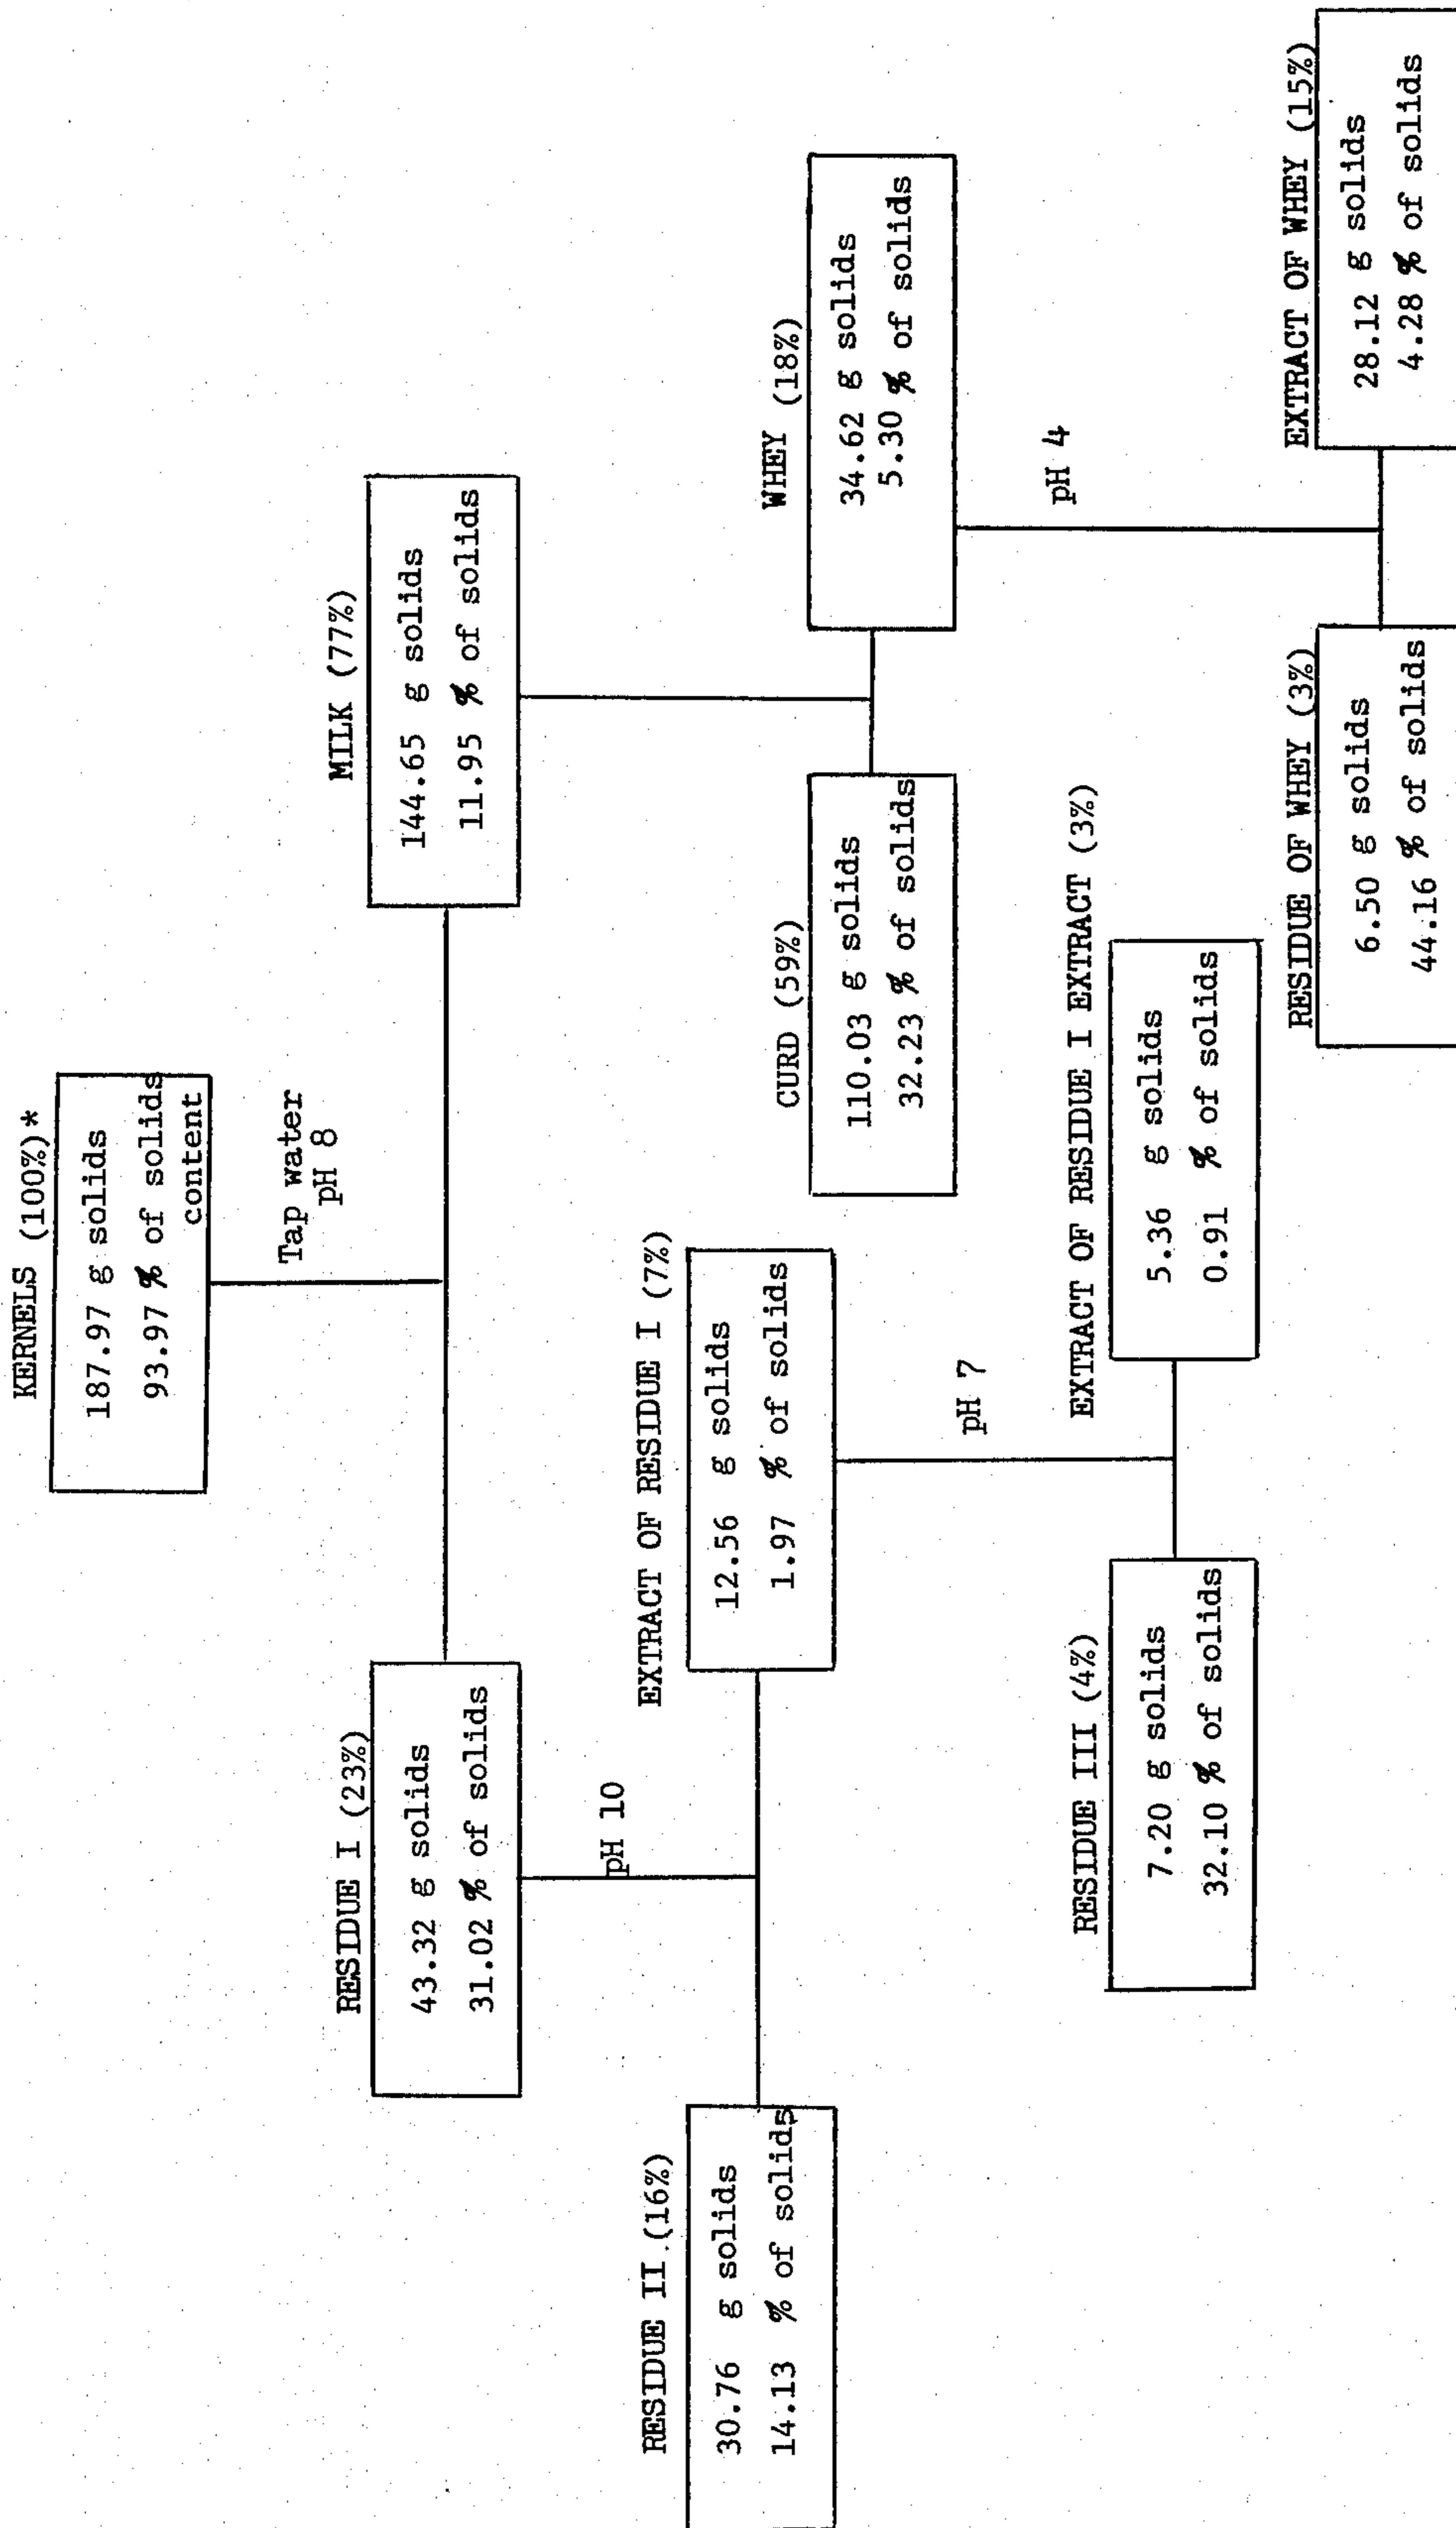 KERNELS (100%)*
187.97 g solids
93.97 % of solids
content
Tap water
pH 8
RESIDUE I (23%)
43.32 g solids
31.02 % of solids
MILK (77%)
144.65 g solids
11.95 % of solids
pH 10
RESIDUE II (16%)
30.76 g solids
14.13 % of solids
EXTRACT OF RESIDUE I (7%)
12.56 g solids
1.97 % of solids
CURD (59%)
110.03 g solids
32.23 % of solids
WHEY (18%)
34.62 g solids
5.30 % of solids
pH 7
pH 4
RESIDUE III (4%)
7.20 g solids
32.10 % of solids
EXTRACT OF RESIDUE I EXTRACT (3%)
5.36 g solids
0.91 % of solids
RESIDUE OF WHEY (3%)
6.50 g solids
44.16 % of solids
EXTRACT OF WHEY (15%)
28.12 g solids
4.28 % of solids